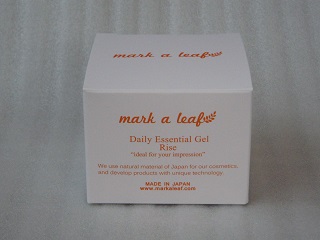 mark a leaf
mark a leaf
Daily Essential Gel
Rise
"Ideal for your impression"
We use natural material of Japan for our cosmetics,
and develop products with unique technology.
MADE IN JAPAN
www.markaleaf.com